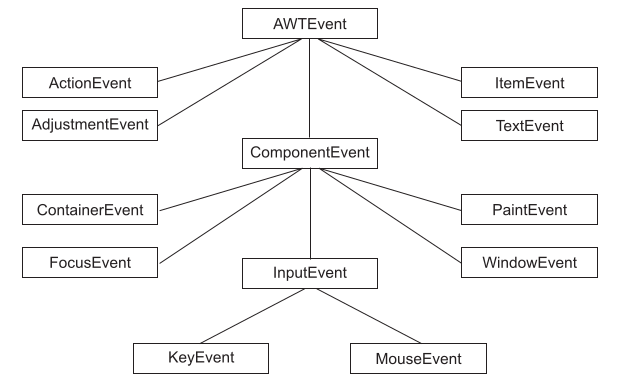 AWTEvent
ActionEvent
ItemEvent
AdjustmentEvent
TextEvent
ComponentEvent
ContainerEvent
PaintEvent
FocusEvent
WindowEvent
InputEvent
KeyEvent
MouseEvent